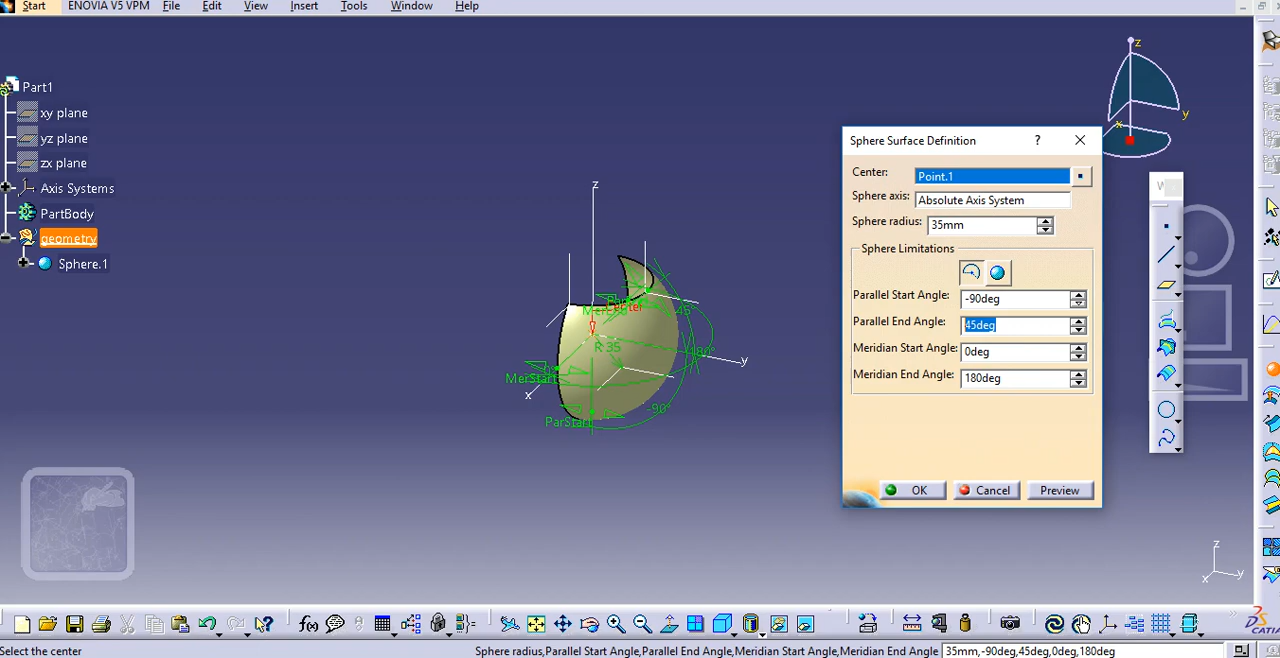 Start ENOVIA V5 VPM File Edit View Insert Tools Window Help
z
y
x
Part1
xy plane
yz plane
zx plane
Axis Systems
PartBody
geometry
Sphere.1
Sphere Surface Definition ?
Center: Point.1
Sphere axis: Absolute Axis System
Sphere radius: 35mm
Sphere Limitations
Parallel Start Angle: -90deg
Parallel End Angle: 45deg
Meridian Start Angle: 0deg
Meridian End Angle: 180deg
OK Cancel Preview
z
45
R 35
180
y
MerStart
x
-90
ParStart
z
x y
f(x)
CATIA
Select the center
Sphere radius,Parallel Start Angle,Parallel End Angle,Meridian Start Angle,Meridian End Angle 35mm,-90deg,45deg,0deg,180deg